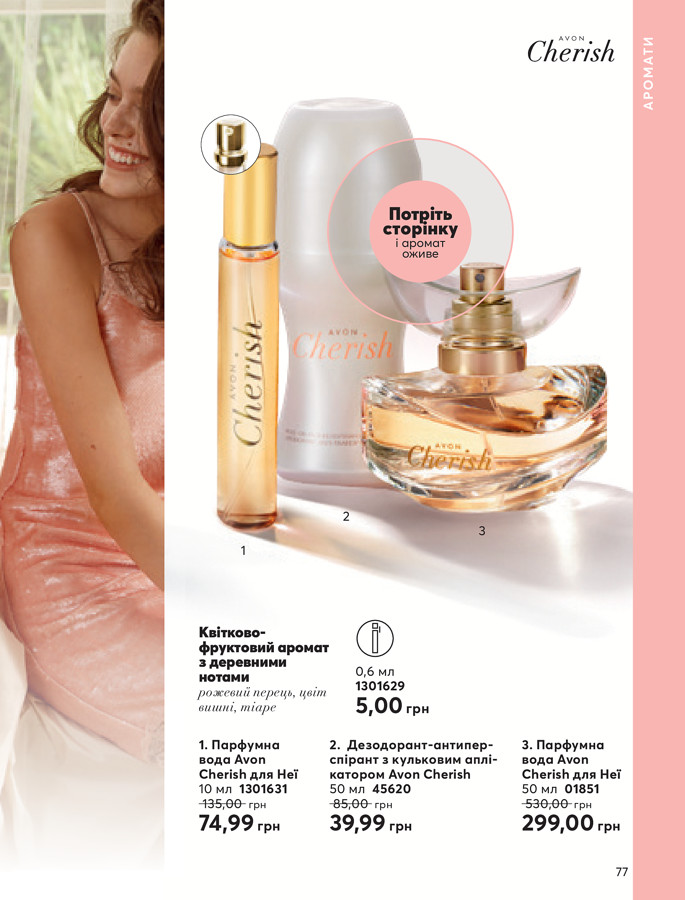 AVON
Cherish
АРОМАТИ
Потріть
сторінку
і аромат
оживе
AVON
Cherish
AVON
Cherish
AVON
Cherish
1
2
3
Квітково-
фруктовий аромат
з деревними
нотами
рожевий перець, цвіт
вишні, тіаре
0,6 мл
1301629
5,00 грн
1. Парфумна
вода Avon
Cherish для Неї
10 мл 1301631
135,00 грн
74,99 грн
2. Дезодорант-антипер-
спірант з кульковим аплі-
катором Avon Cherish
50 мл 45620
85,00 грн
39,99 грн
3. Парфумна
вода Avon
Cherish для Неї
50 мл 01851
530,00 грн
299,00 грн
77